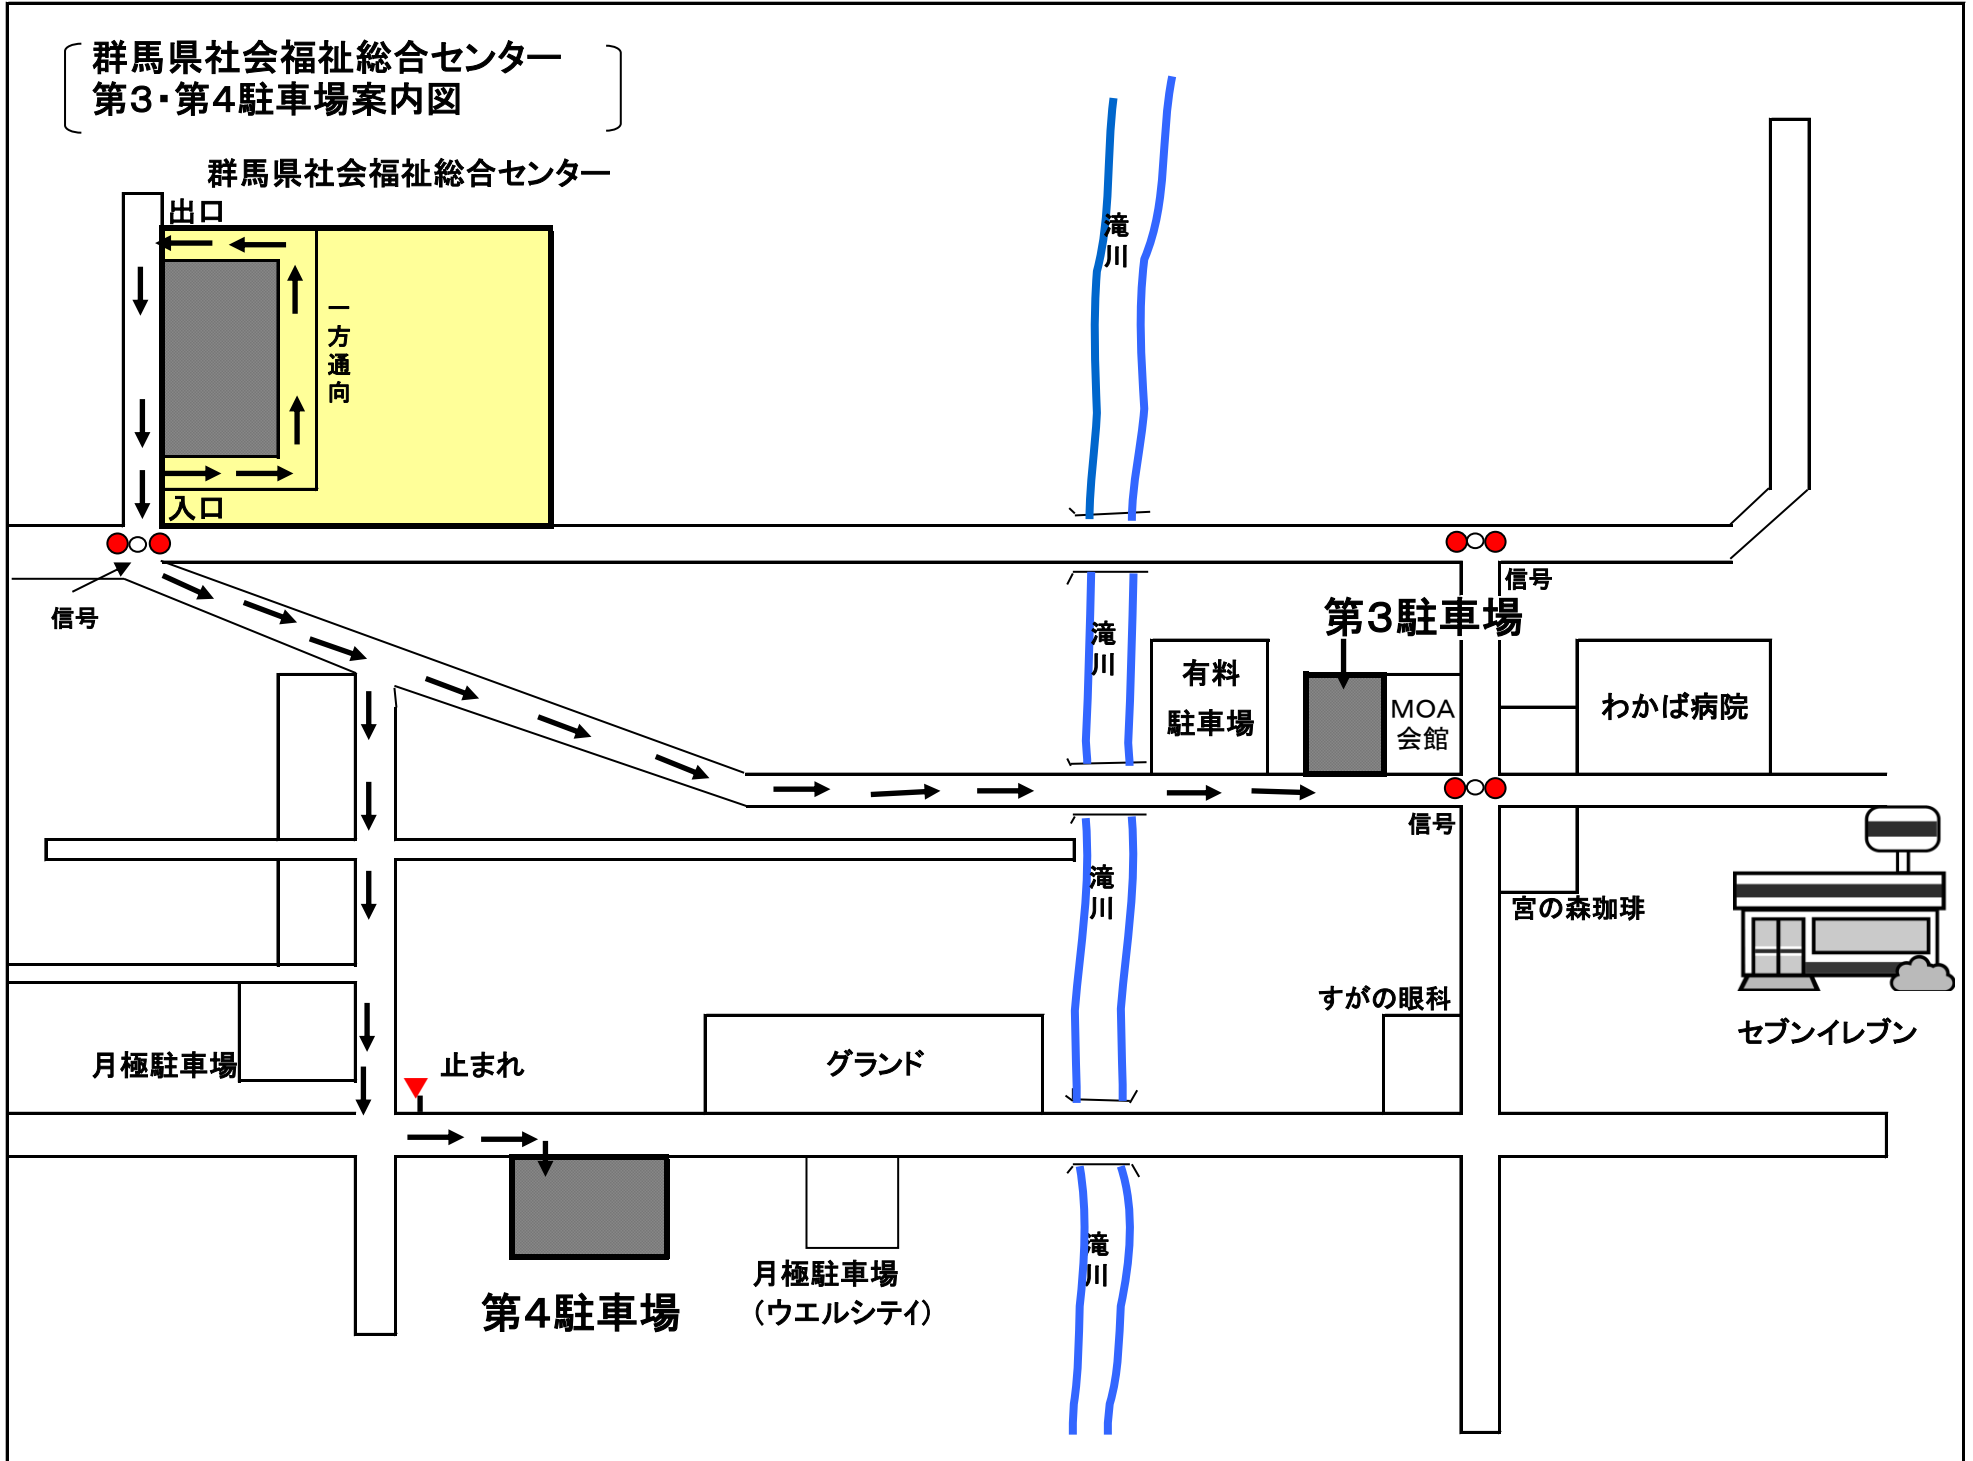 群馬県社会福祉総合センター
第3・第4駐車場案内図
群馬県社会福祉総合センター
出口
一方通向
入口
滝川
信号
信号
第3駐車場
滝川
有料
駐車場
MOA
会館
わかば病院
信号
滝川
宮の森珈琲
すがの眼科
セブンイレブン
月極駐車場
止まれ
グランド
滝川
第4駐車場
月極駐車場
（ウエルシテイ）